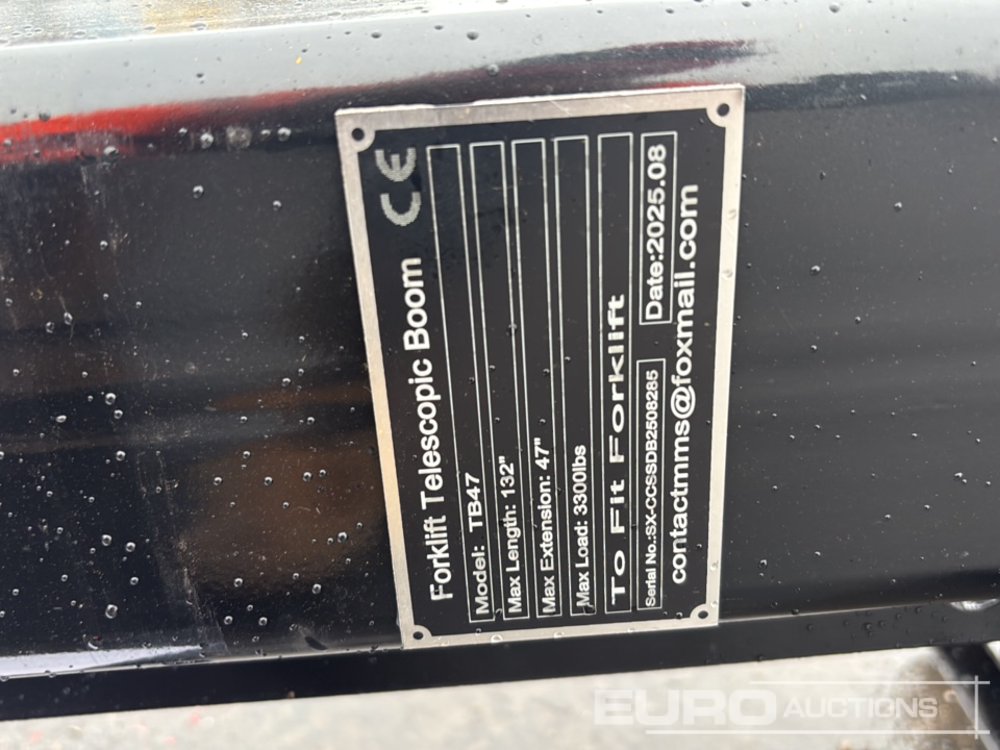 CE
Forklift Telescopic Boom
Model: TB47
Max Length: 132"
Max Extension: 47"
Max Load: 3300lbs
To Fit Forklift
Serial No.:SX-CCSSDB2508285 Date:2025.08
contactmms@foxmail.com
EURO AUCTIONS